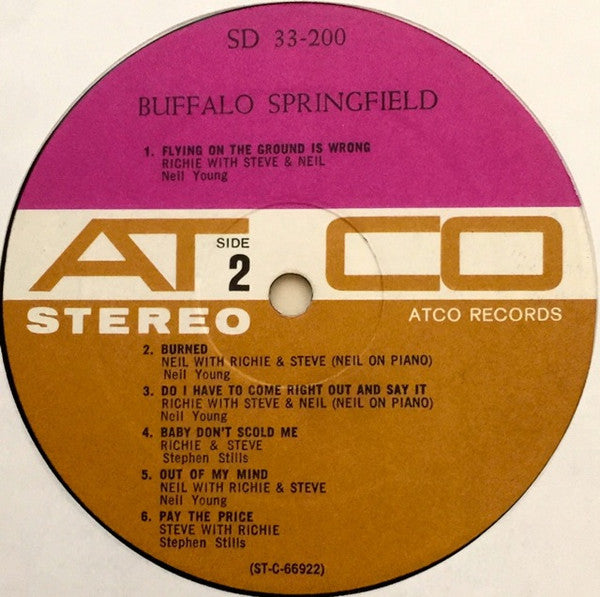 SD 33-200
BUFFALO SPRINGFIELD
1. FLYING ON THE GROUND IS WRONG
RICHIE WITH STEVE & NEIL
Neil Young
ATCO
SIDE
2
STEREO
ATCO RECORDS
2. BURNED
NEIL WITH RICHIE & STEVE (NEIL ON PIANO)
Neil Young
3. DO I HAVE TO COME RIGHT OUT AND SAY IT
RICHIE WITH STEVE & NEIL (NEIL ON PIANO)
Neil Young
4. BABY DON'T SCOLD ME
RICHIE & STEVE
Stephen Stills
5. OUT OF MY MIND
NEIL WITH RICHIE & STEVE
Neil Young
6. PAY THE PRICE
STEVE WITH RICHIE
Stephen Stills
(ST-C-66922)